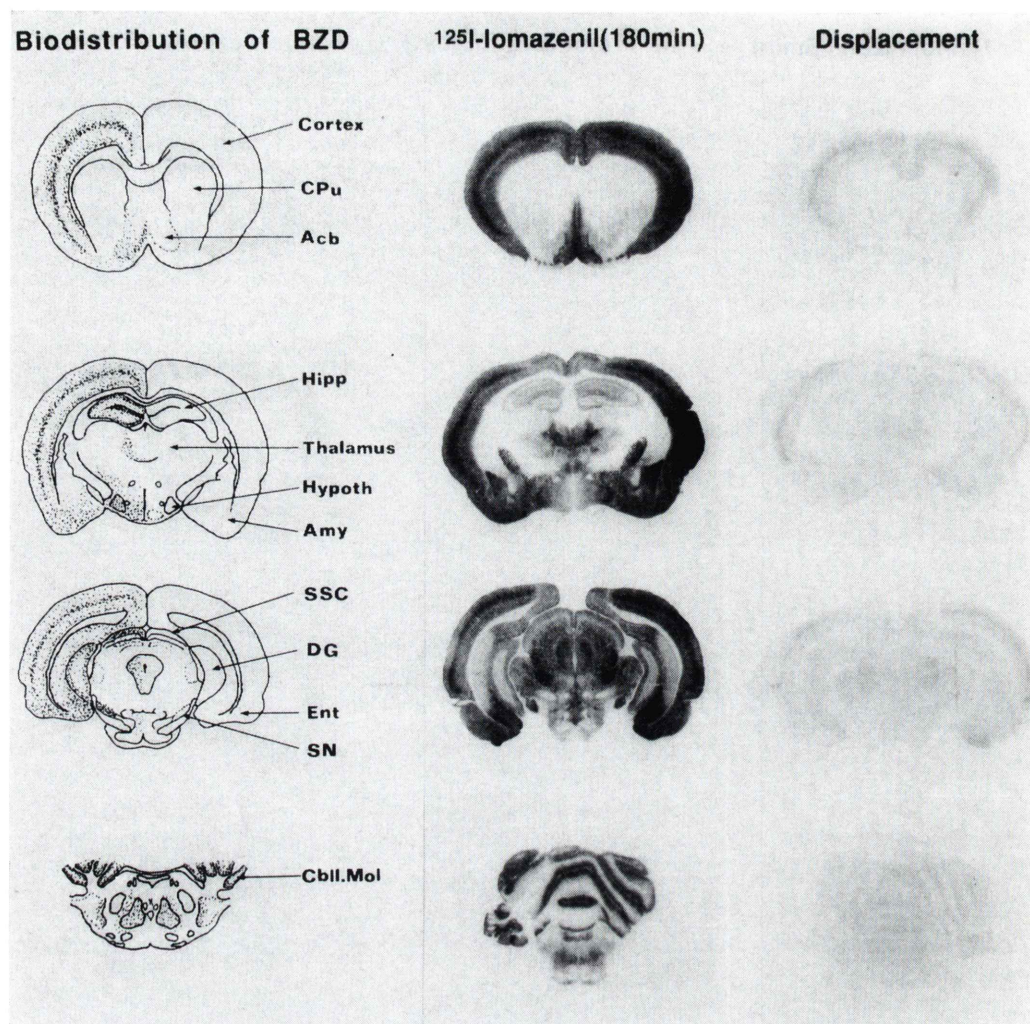 Biodistribution of BZD
125I-Iomazenil(180min)
Displacement
Cortex
CPu
Acb
Hipp
Thalamus
Hypoth
Amy
SSC
DG
Ent
SN
Cbll.Mol